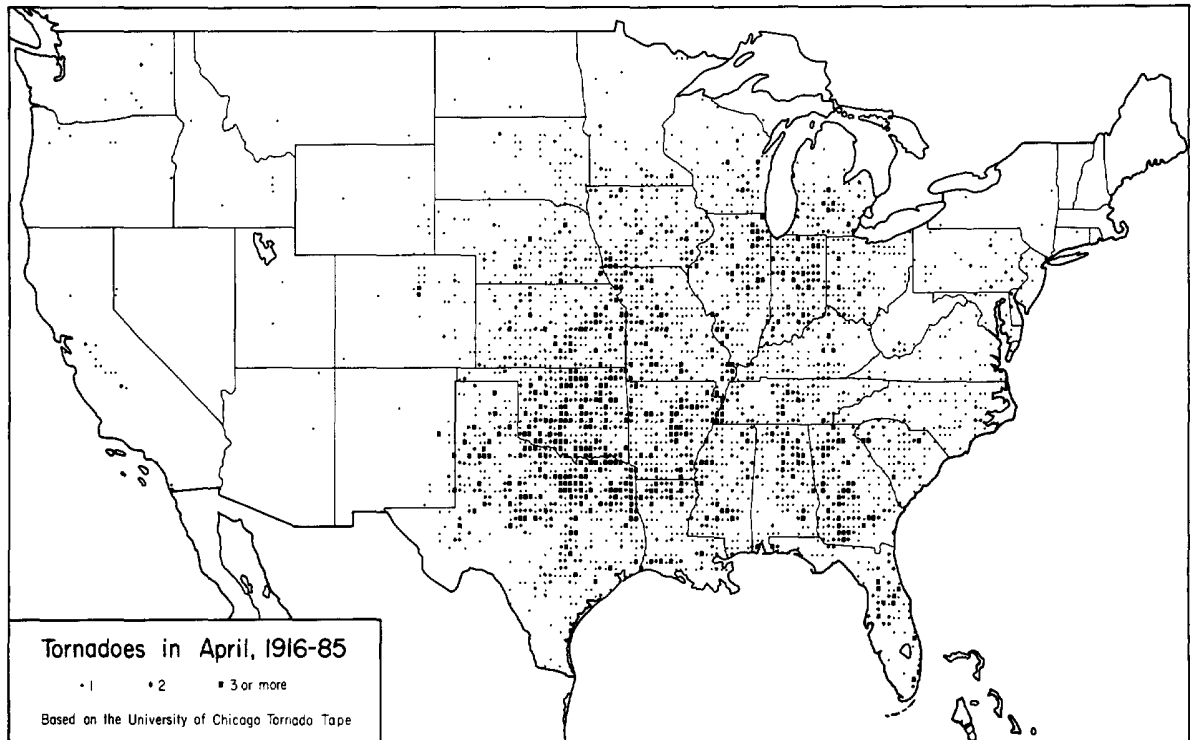 Tornadoes in April, 1916-85
1 2 3 or more
Based on the University of Chicago Tornado Tape